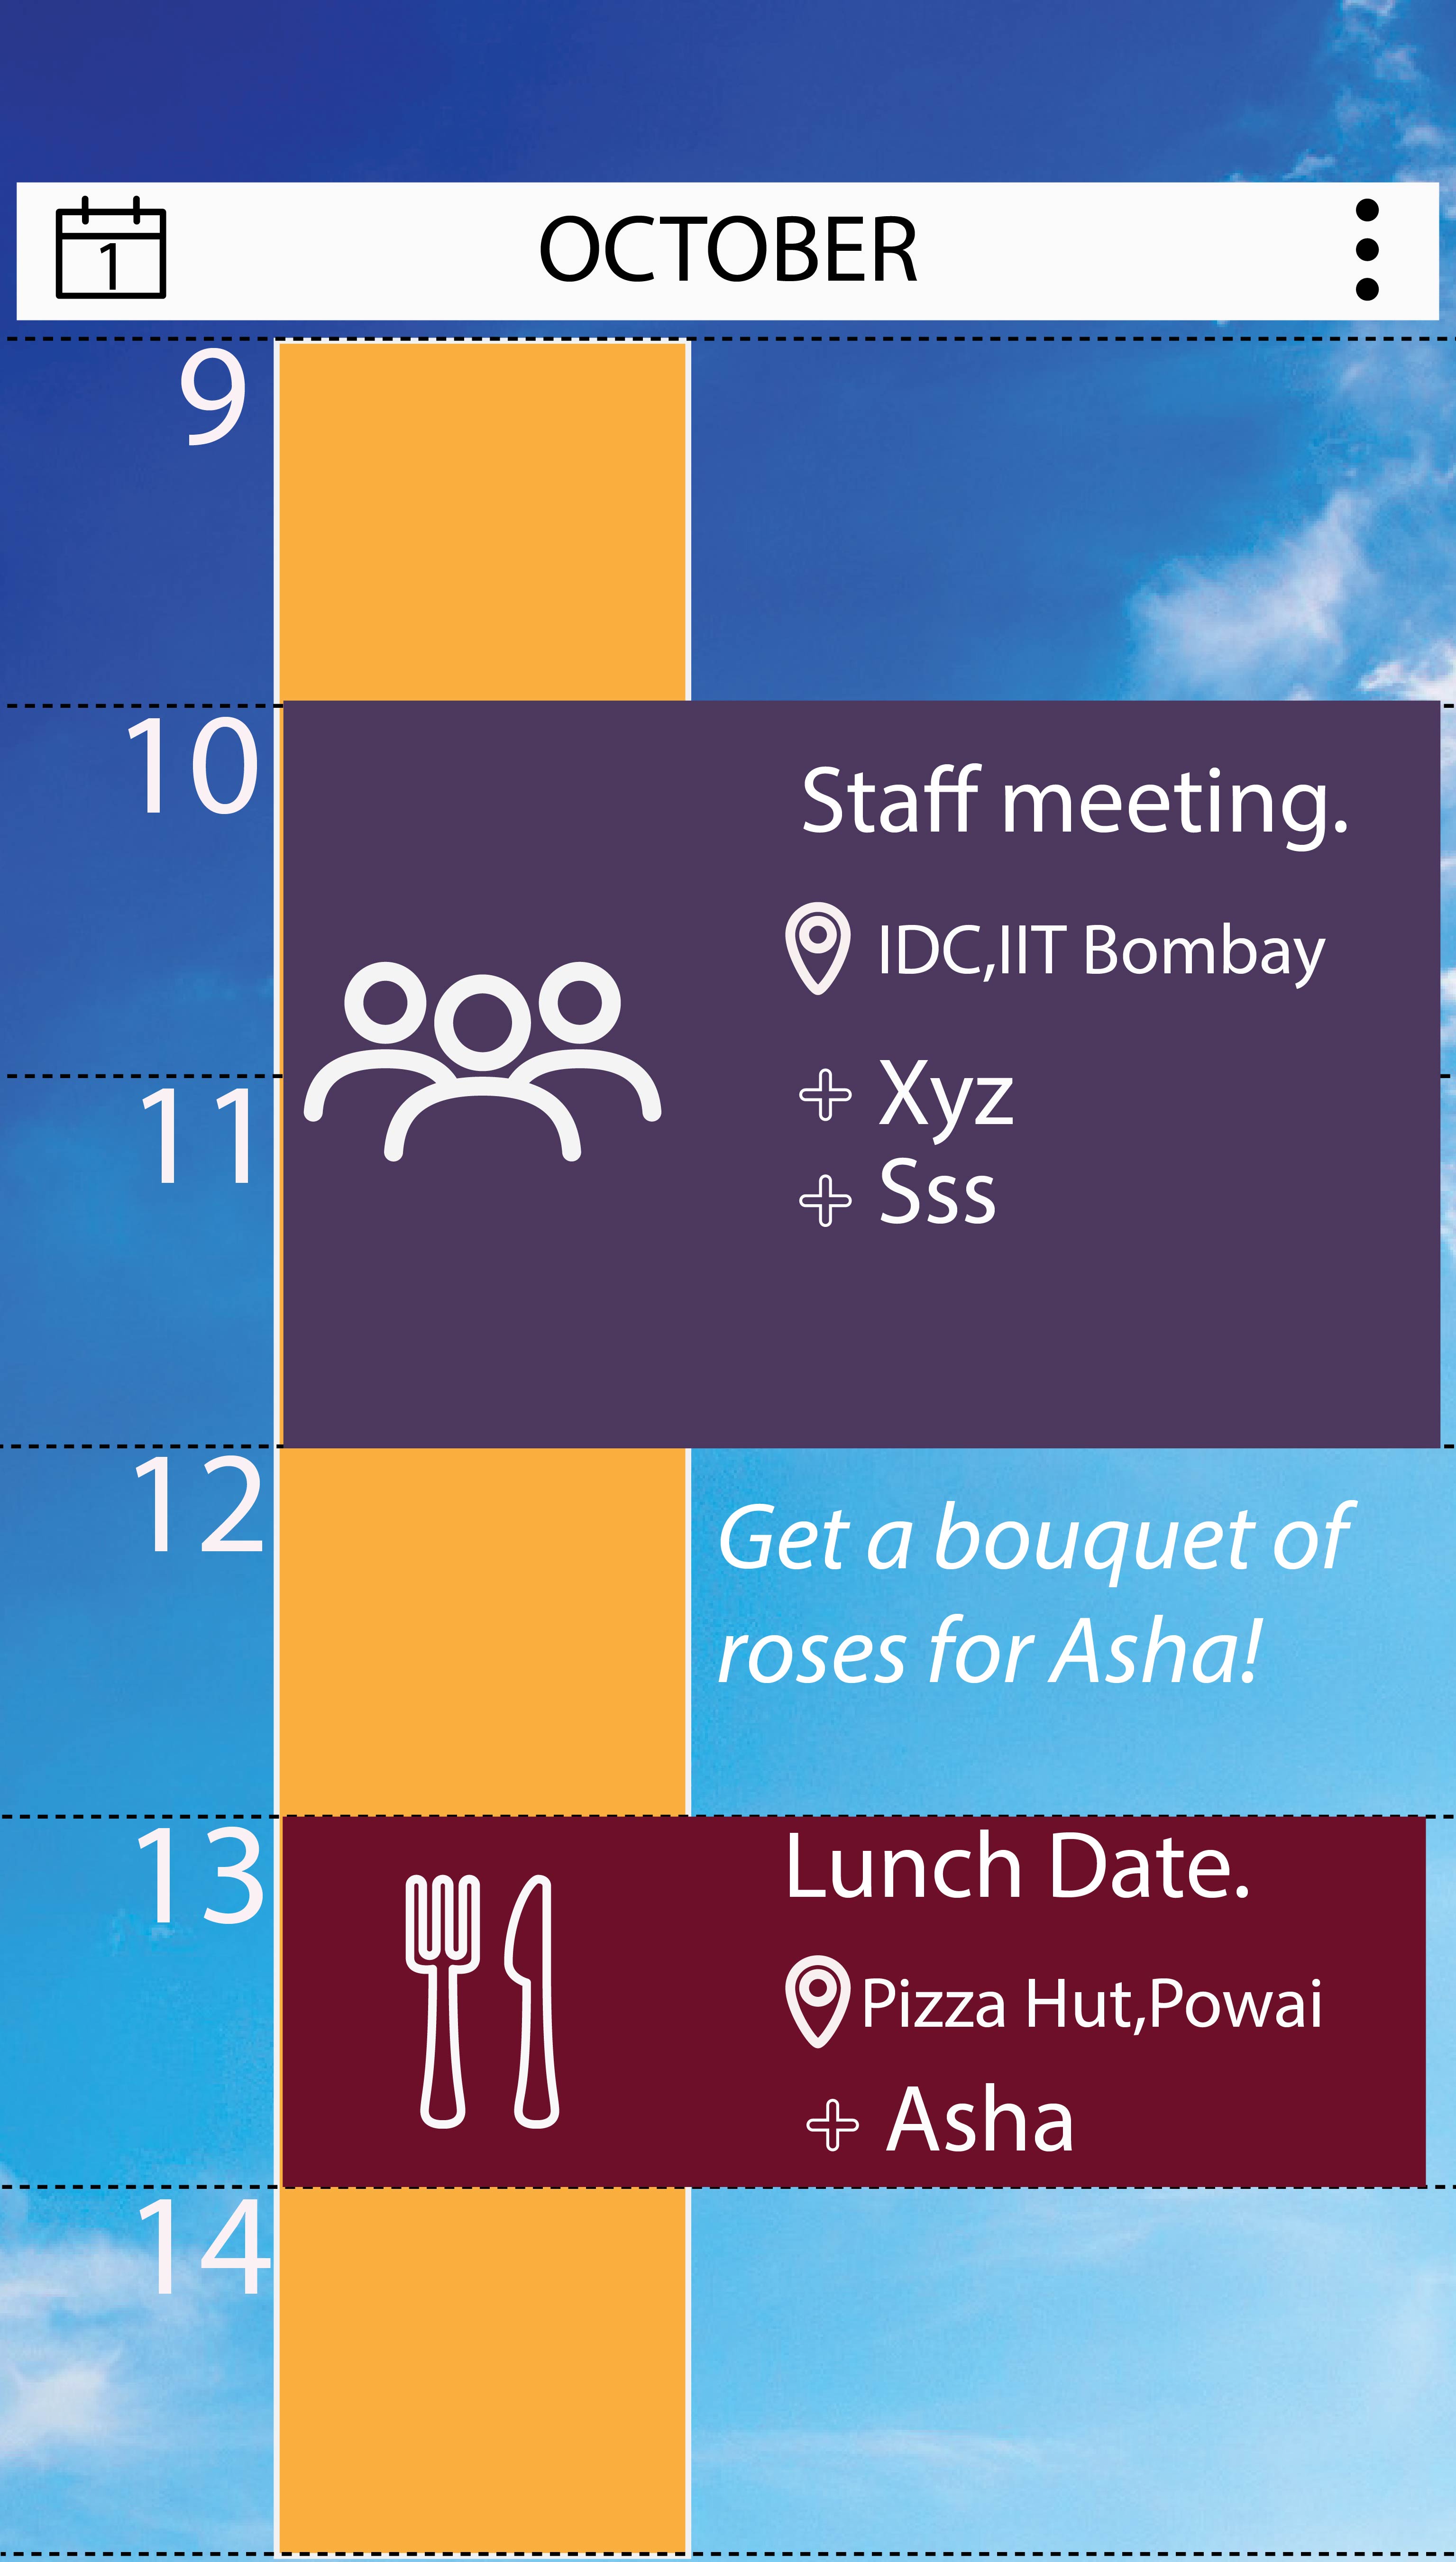 1
OCTOBER
9
10
Staff meeting.
IDC,IIT Bombay
Xyz
11
Sss
12
Get a bouquet of
roses for Asha!
13
Lunch Date.
Pizza Hut,Powai
Asha
14